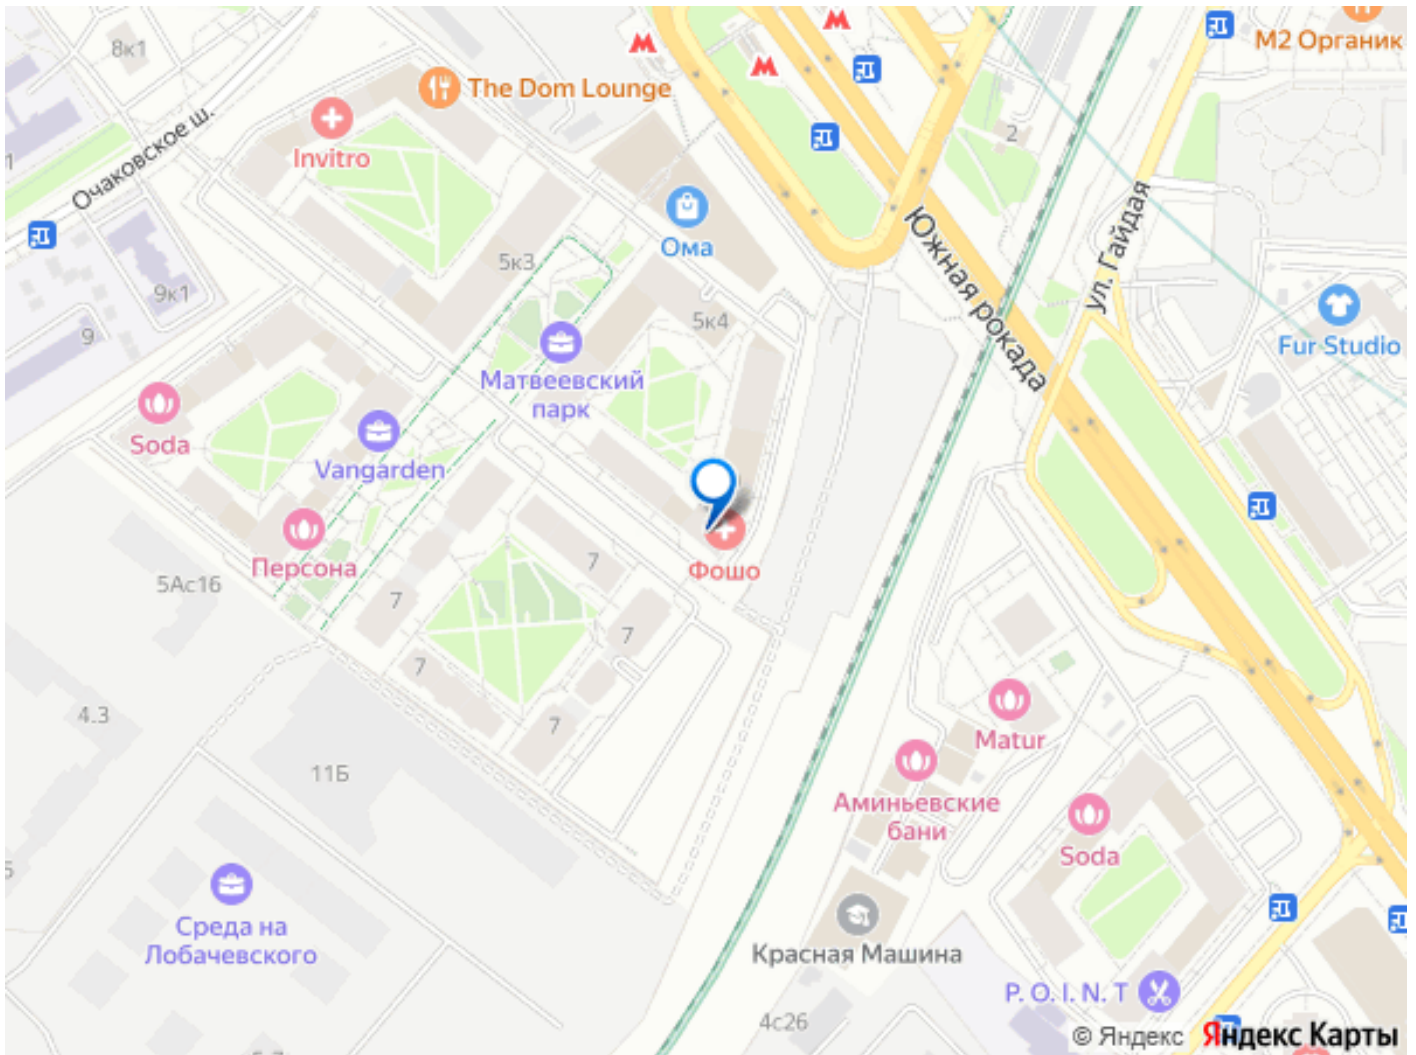 8к1
М2 Органик
The Dom Lounge
Invitro
2
1
Очаковское ш.
Ома
Южная рокада
ул. Гайдая
5к3
9к1
5к4
9
Fur Studio
Матвеевский
парк
Soda
Vangarden
Персона
Фошо
5Ас16
7
7
7
7
7
4.3
11Б
Matur
Аминьевские
бани
Soda
Среда на
Лобачевского
Красная Машина
P. O. I. N. T
4с26
© Яндекс Яндекс Карты